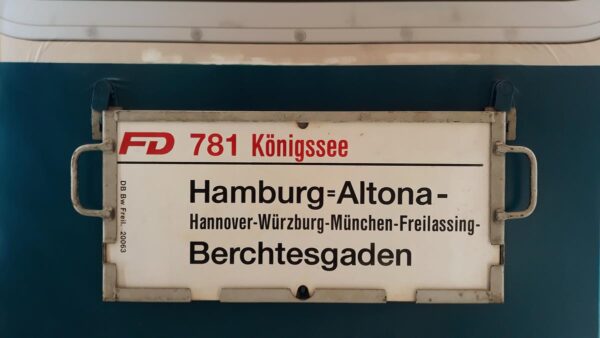 FD 781 Königssee
Hamburg=Altona-
Hannover-Würzburg-München-Freilassing-
Berchtesgaden
DB Bw Freil. 20063